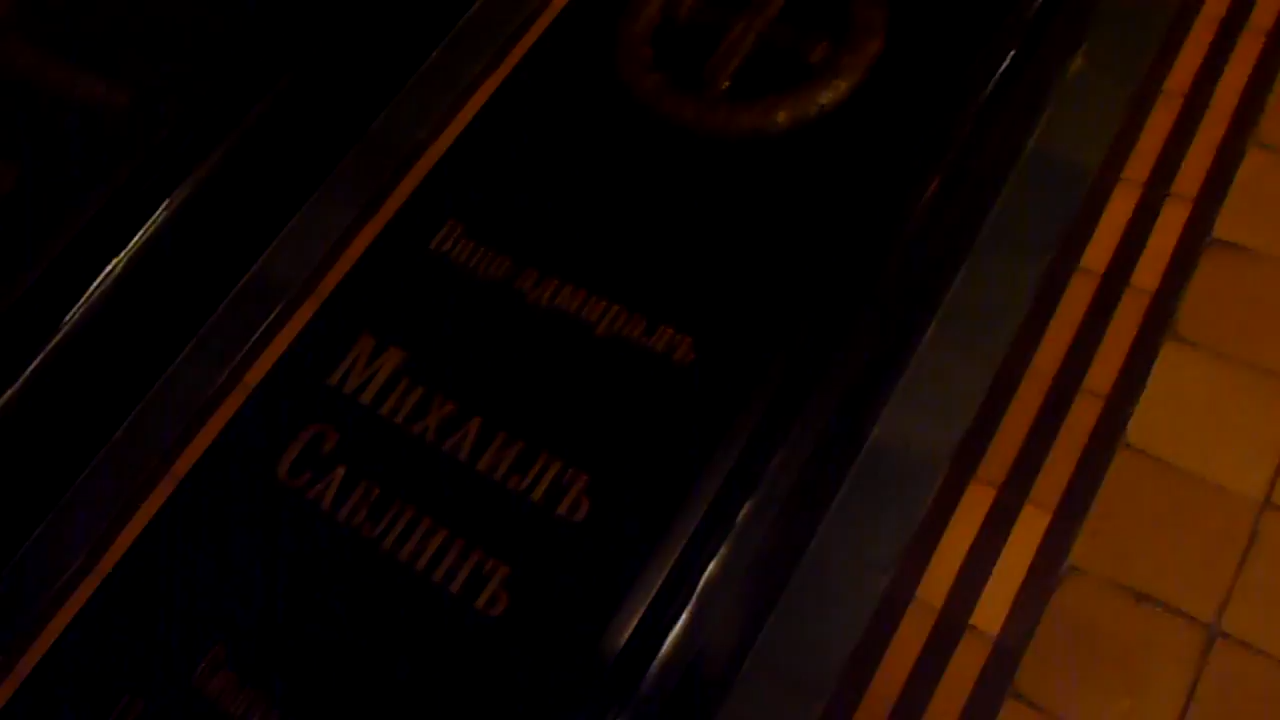 Вице адмиралъ
Михаилъ
Саблинъ